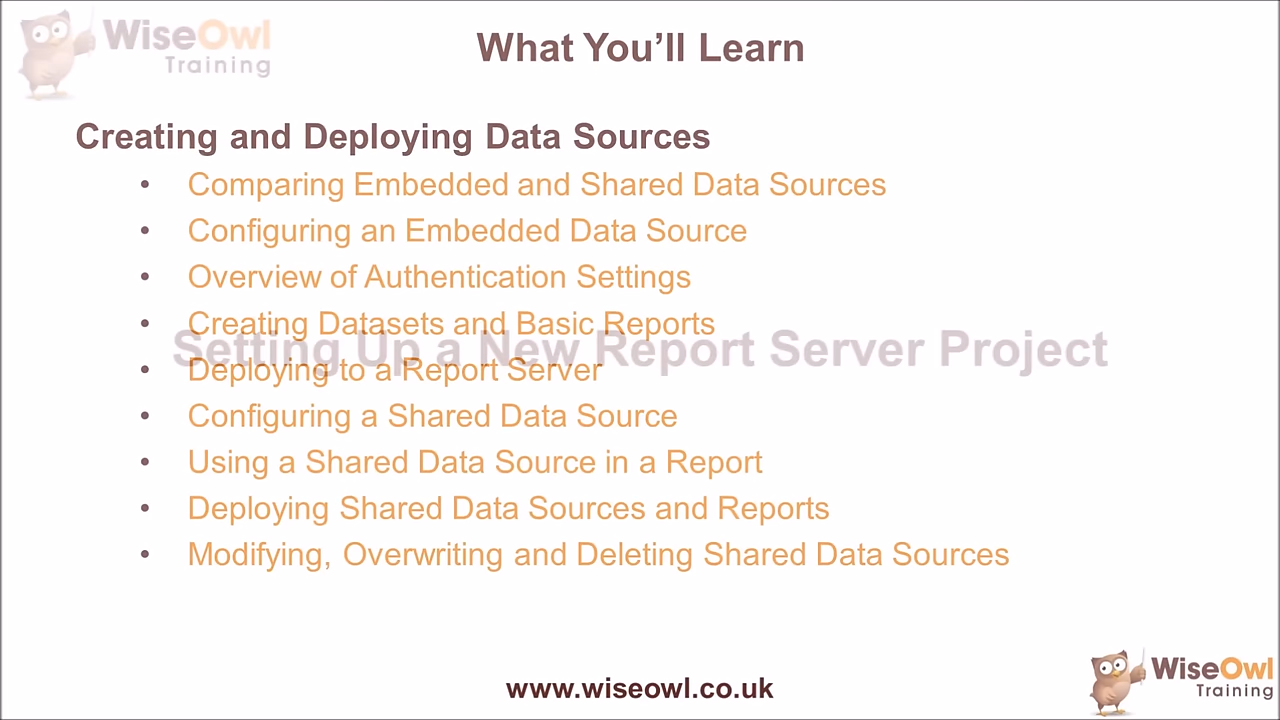 WiseOwl
Training
What You'll Learn
Creating and Deploying Data Sources
• Comparing Embedded and Shared Data Sources
• Configuring an Embedded Data Source
• Overview of Authentication Settings
• Creating Datasets and Basic Reports
Setting Up a New Report Server Project
• Deploying to a Report Server
• Configuring a Shared Data Source
• Using a Shared Data Source in a Report
• Deploying Shared Data Sources and Reports
• Modifying, Overwriting and Deleting Shared Data Sources
www.wiseowl.co.uk
WiseOwl
Training